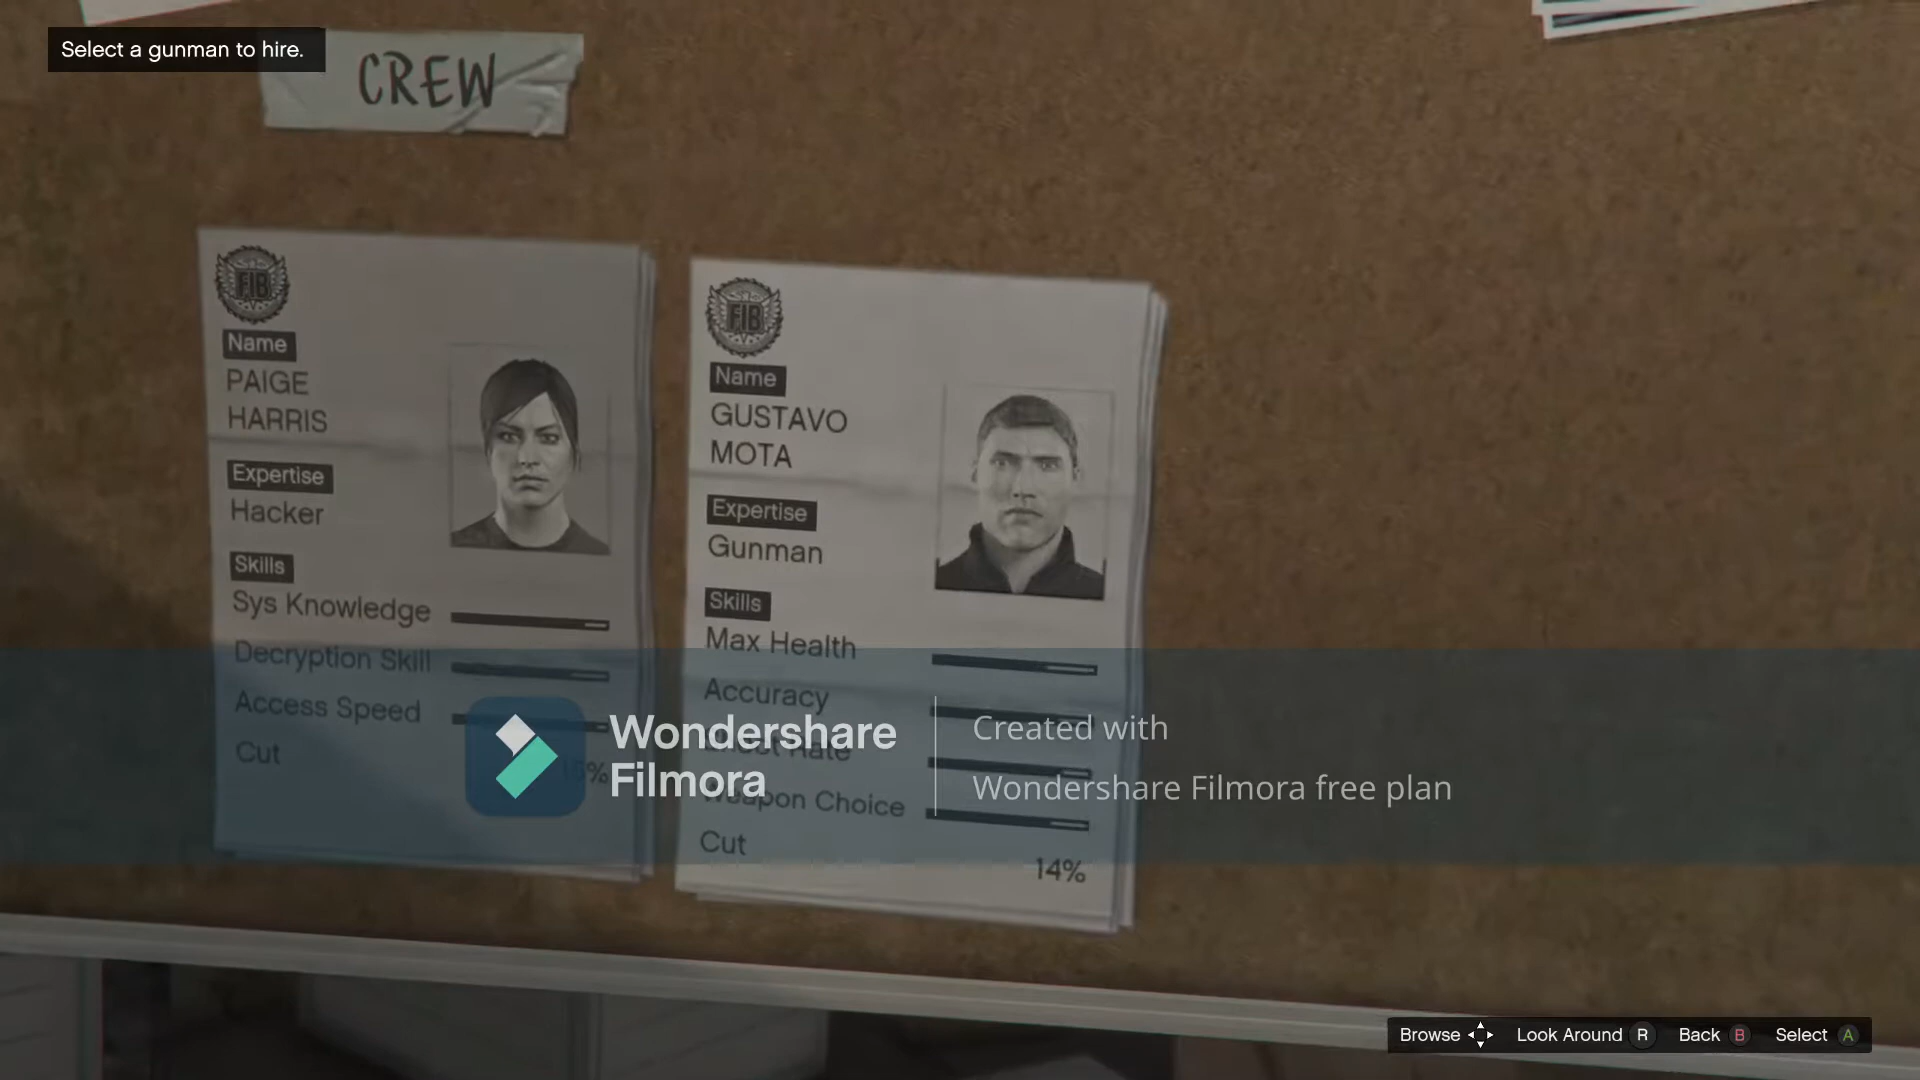 Select a gunman to hire.
CREW
FIB
Name
PAIGE
HARRIS
Expertise
Hacker
Skills
Sys Knowledge
Decryption Skill
Access Speed
Cut
FIB
Name
GUSTAVO
MOTA
Expertise
Gunman
Skills
Max Health
Accuracy
Weapon Choice
Cut
14%
Wondershare
Filmora
Created with
Wondershare Filmora free plan
Browse
Look Around R
Back B
Select A